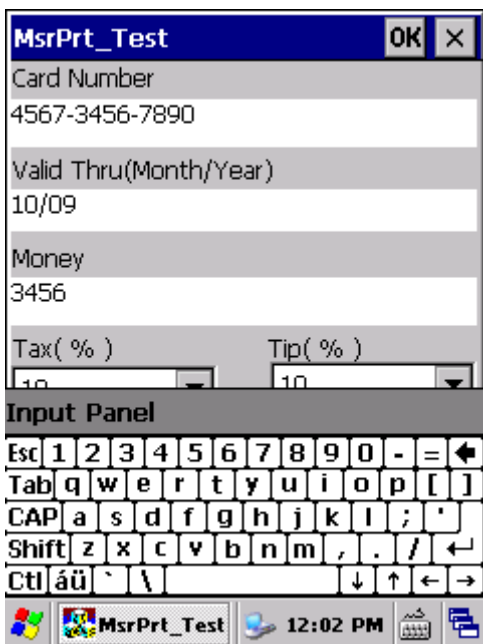 MsrPrt_Test OK ×
Card Number
4567-3456-7890
Valid Thru(Month/Year)
10/09
Money
3456
Tax( % ) Tip( % )
10 10
Input Panel
Esc 1 2 3 4 5 6 7 8 9 0 - =
Tab q w e r t y u i o p [ ]
CAP a s d f g h j k l ; '
Shift z x c v b n m , . /
Ctl áü ` \ ↓ ↑ ← →
MsrPrt_Test 12:02 PM